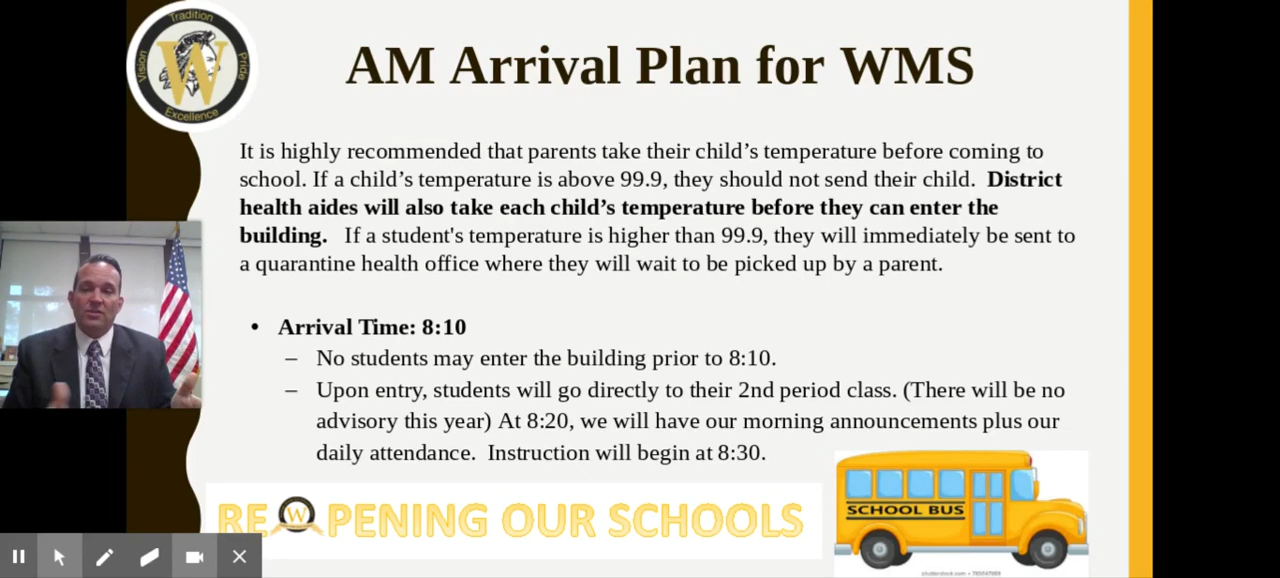 Tradition
Vision
W
Pride
Excellence
AM Arrival Plan for WMS
It is highly recommended that parents take their child’s temperature before coming to
school. If a child’s temperature is above 99.9, they should not send their child. District
health aides will also take each child’s temperature before they can enter the
building. If a student's temperature is higher than 99.9, they will immediately be sent to
a quarantine health office where they will wait to be picked up by a parent.
• Arrival Time: 8:10
– No students may enter the building prior to 8:10.
– Upon entry, students will go directly to their 2nd period class. (There will be no
advisory this year) At 8:20, we will have our morning announcements plus our
daily attendance. Instruction will begin at 8:30.
REOPENING OUR SCHOOLS
SCHOOL BUS